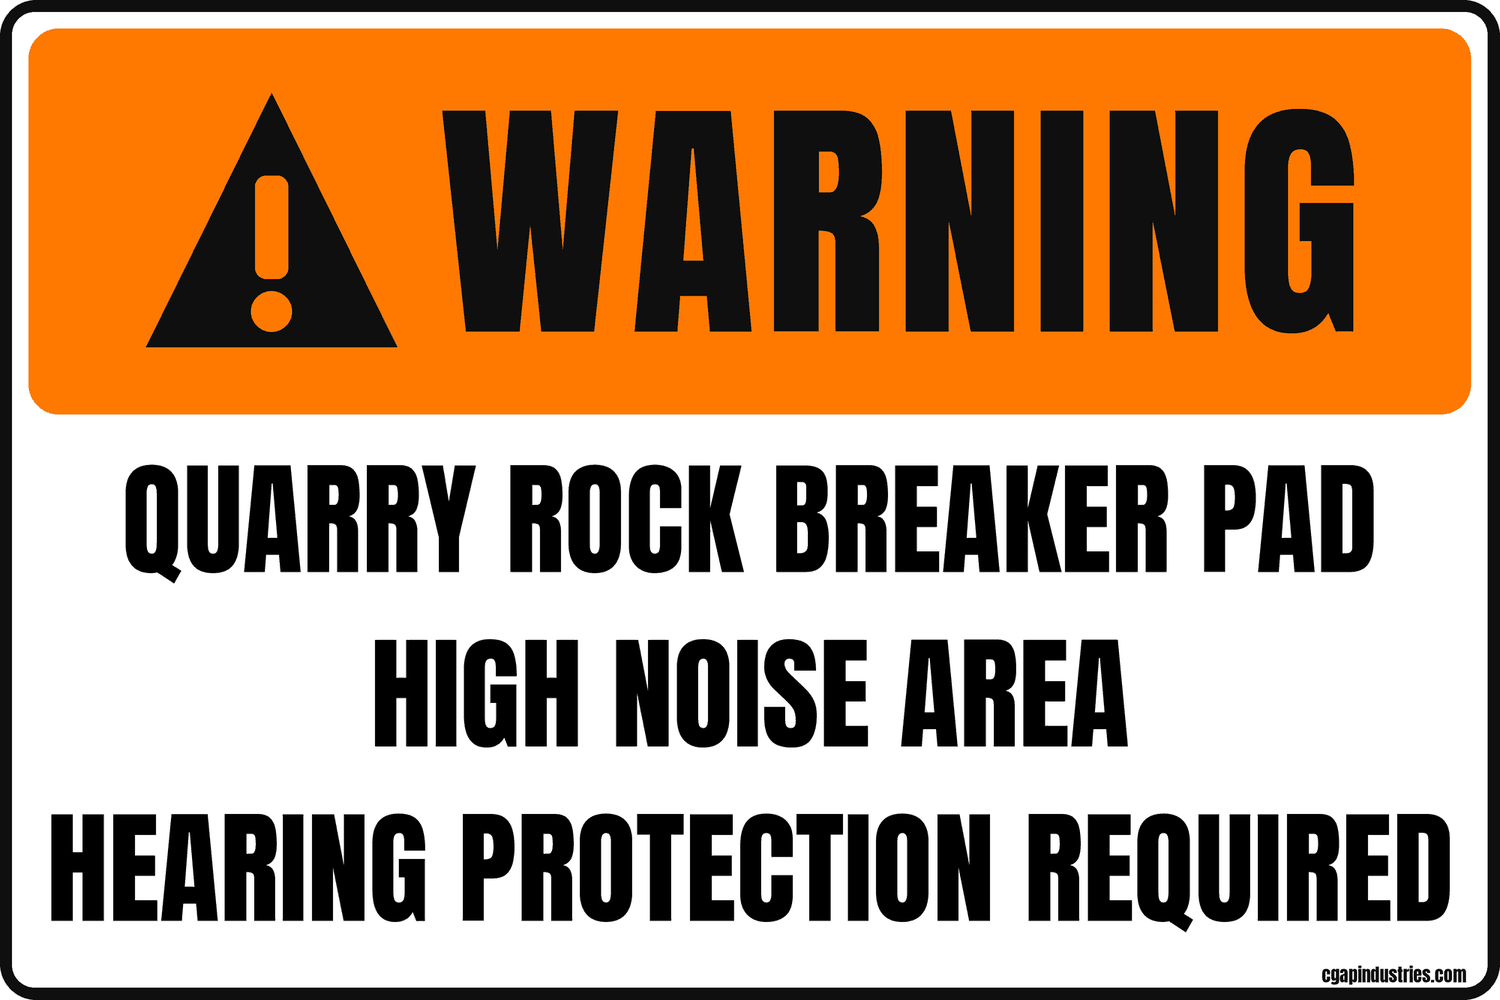 WARNING
QUARRY ROCK BREAKER PAD
HIGH NOISE AREA
HEARING PROTECTION REQUIRED
cgapindustries.com